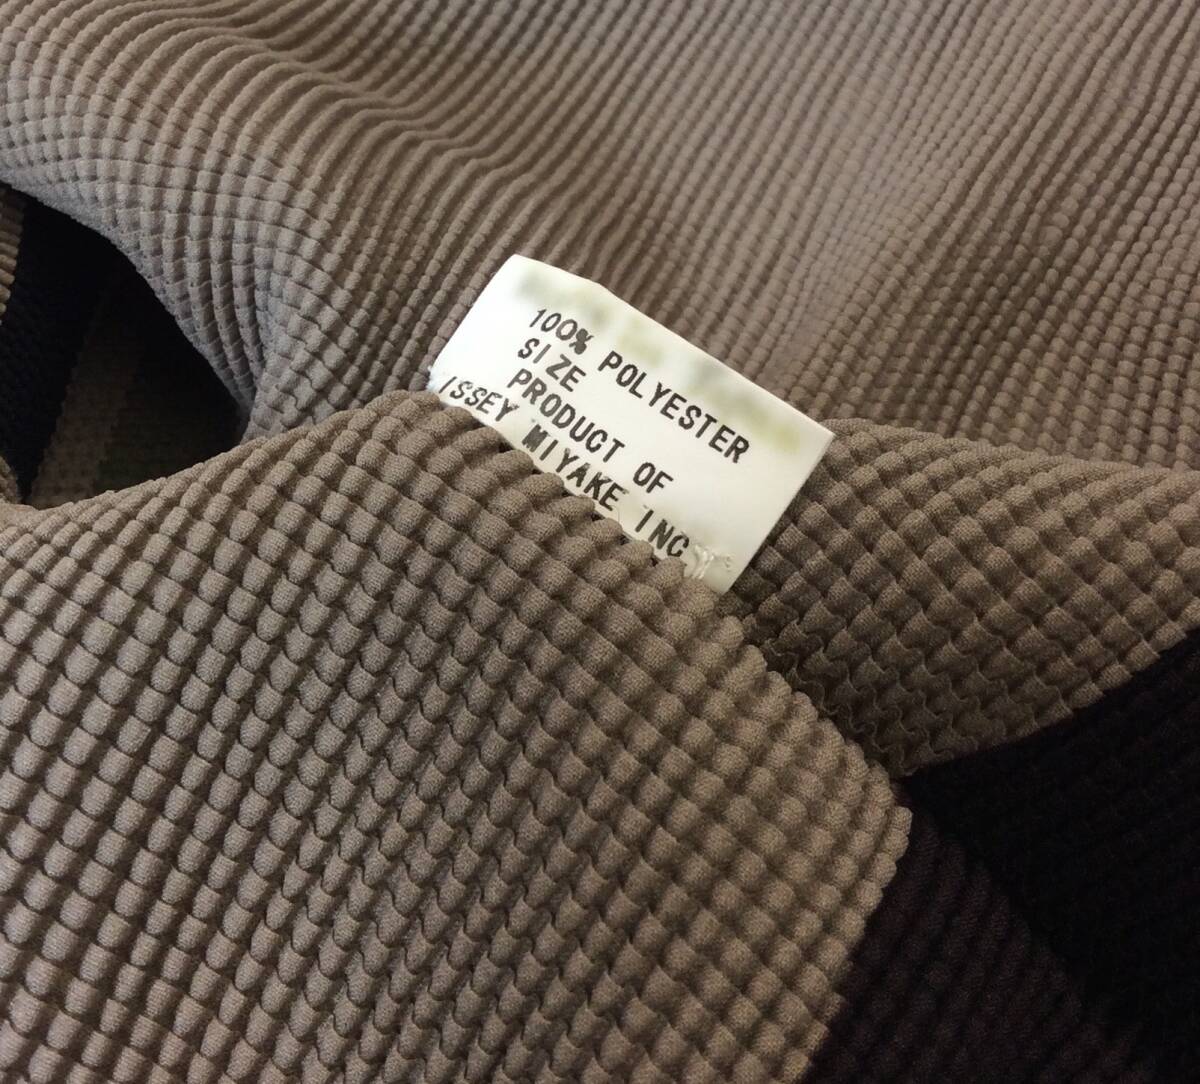 100% POLYESTER
SIZE
PRODUCT OF
ISSEY MIYAKE INC